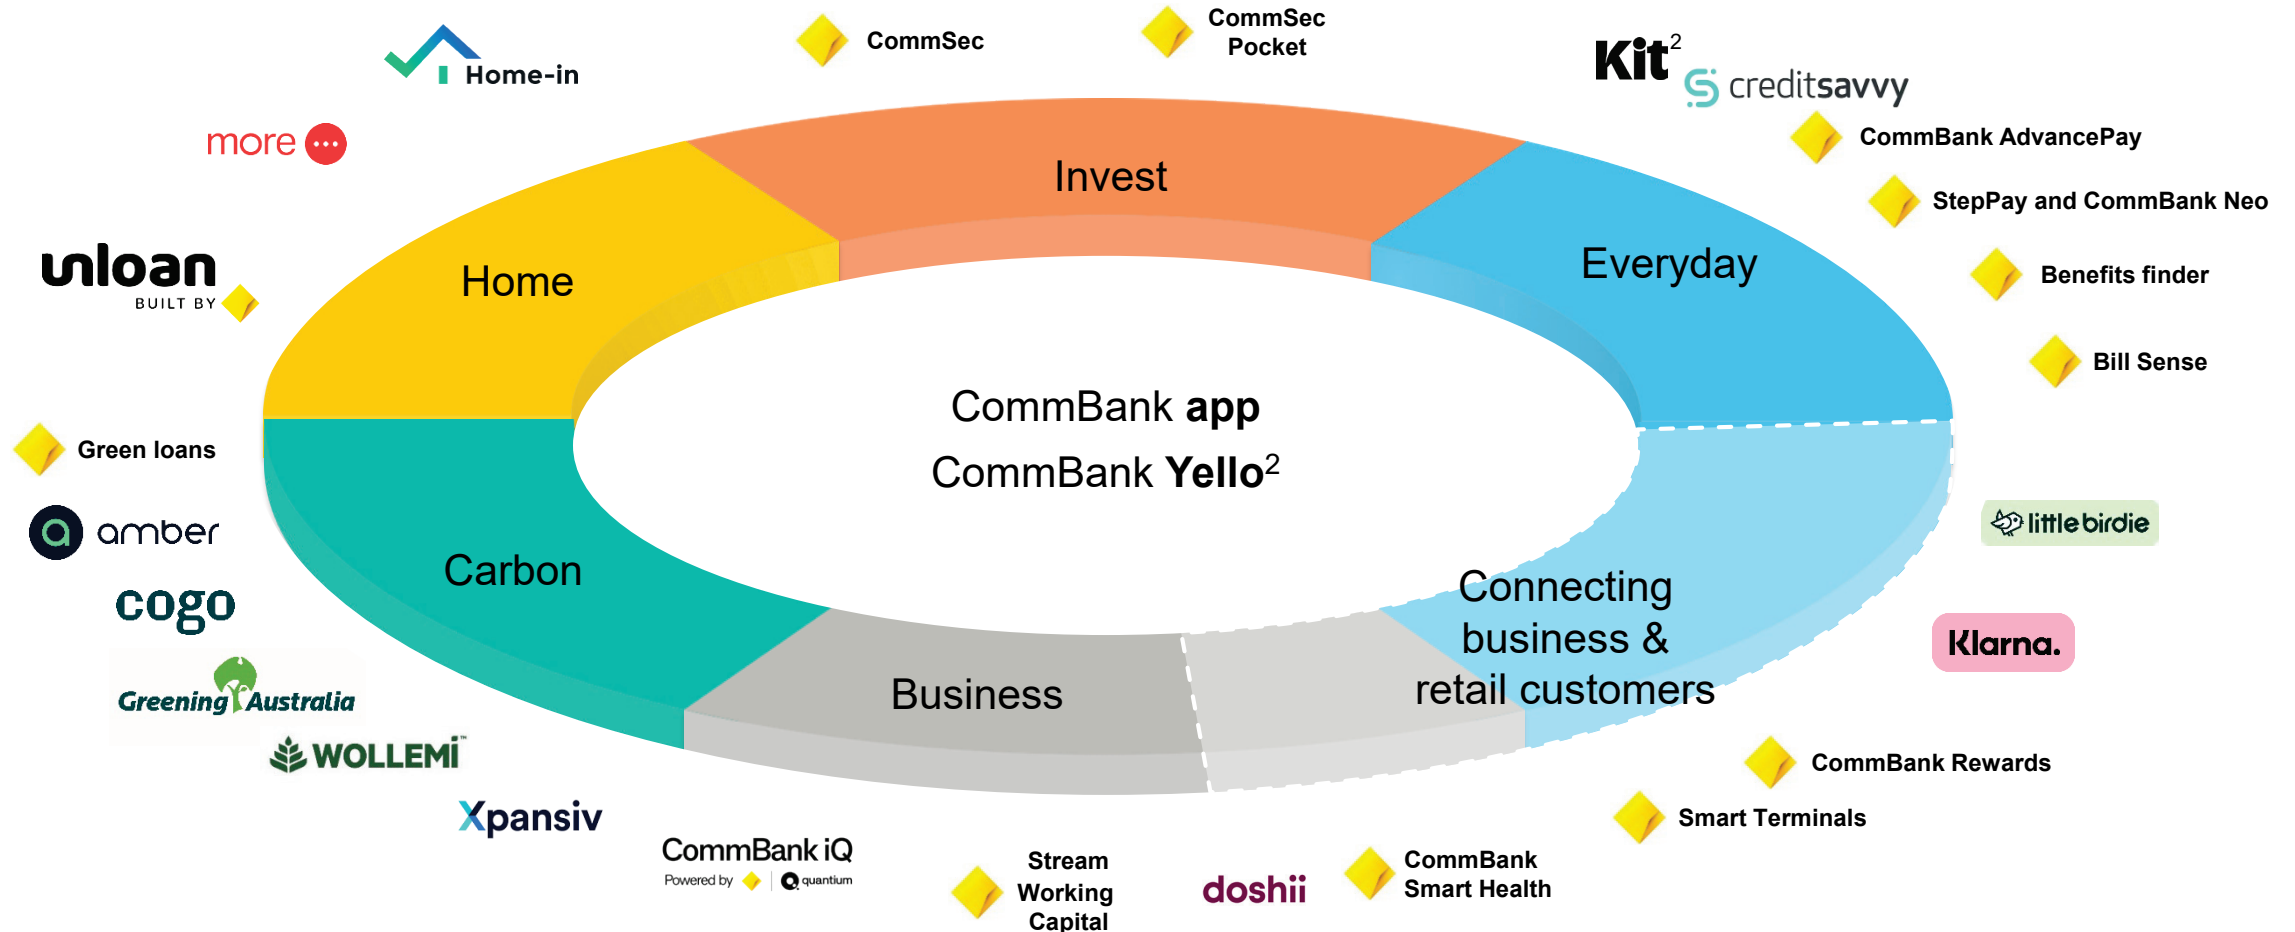 Home-in
CommSec
CommSec
Pocket
Kit2
creditsavvy
more
CommBank AdvancePay
Invest
StepPay and CommBank Neo
unloan
BUILT BY
Home
Everyday
Benefits finder
Bill Sense
CommBank app
CommBank Yello2
Green loans
amber
Carbon
littlebirdie
cogo
Connecting
business &
retail customers
Klarna.
Greening Australia
Business
WOLLEMI™
CommBank Rewards
Xpansiv
Smart Terminals
CommBank iQ
Powered by | quantium
Stream
Working
Capital
doshii
CommBank
Smart Health